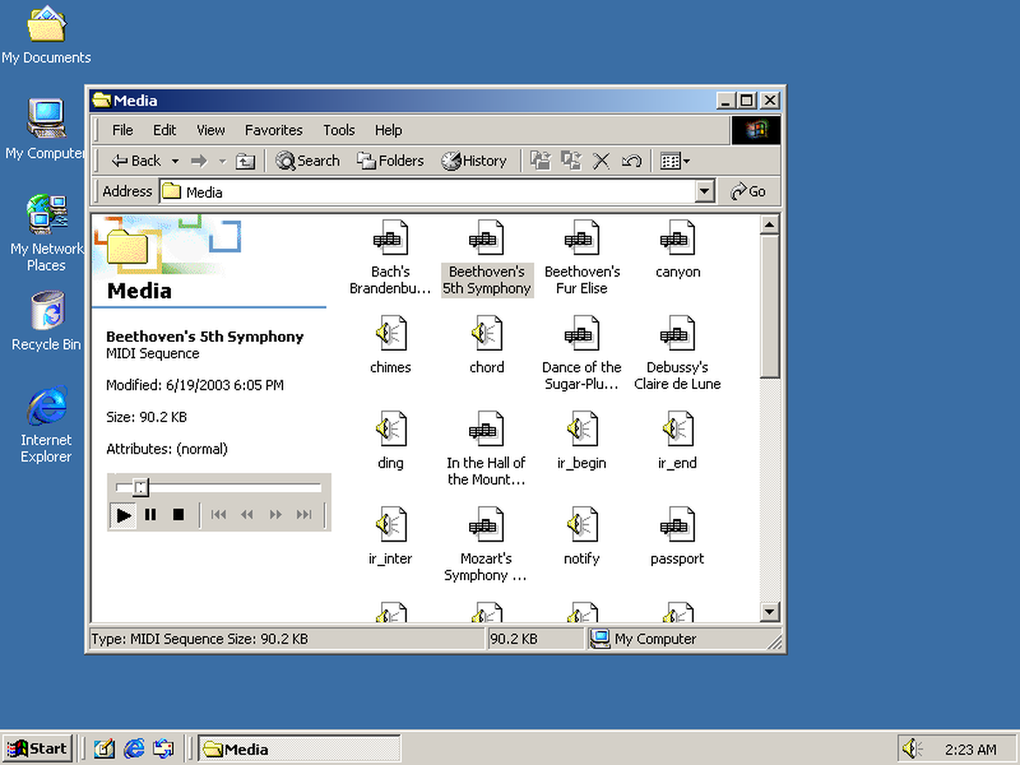 My Documents
My Computer
My Network
Places
Recycle Bin
Internet
Explorer
Media
File Edit View Favorites Tools Help
Back Search Folders History
Address Media Go
Media
Beethoven's 5th Symphony
MIDI Sequence
Modified: 6/19/2003 6:05 PM
Size: 90.2 KB
Attributes: (normal)
Bach's
Brandenbu...
Beethoven's
5th Symphony
Beethoven's
Fur Elise
canyon
chimes
chord
Dance of the
Sugar-Plu...
Debussy's
Claire de Lune
ding
In the Hall of
the Mount...
ir_begin
ir_end
ir_inter
Mozart's
Symphony ...
notify
passport
Type: MIDI Sequence Size: 90.2 KB 90.2 KB My Computer
Start Media 2:23 AM